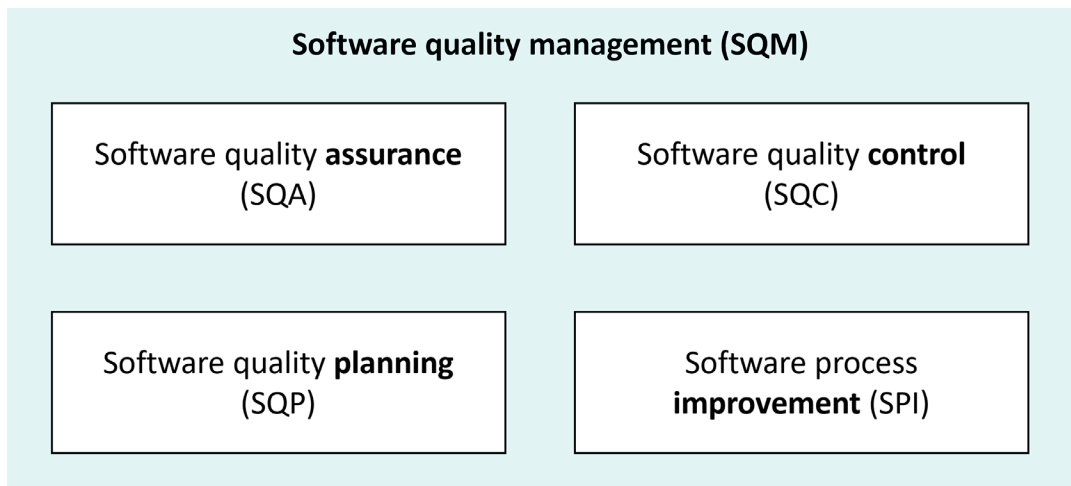 Software quality management (SQM)
Software quality assurance
(SQA)
Software quality control
(SQC)
Software quality planning
(SQP)
Software process
improvement (SPI)